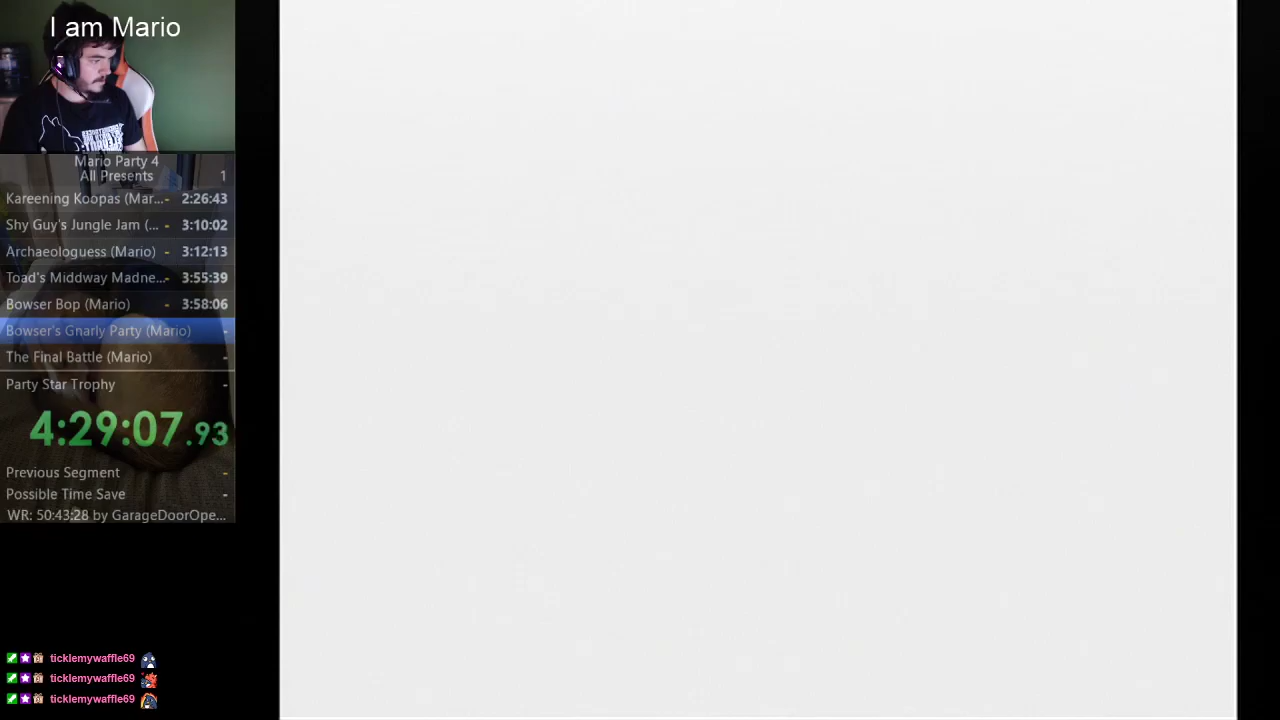 I am Mario
Mario Party 4
All Presents 1
Kareening Koopas (Mar... - 2:26:43
Shy Guy's Jungle Jam (... - 3:10:02
Archaeologuess (Mario) - 3:12:13
Toad's Middway Madne... - 3:55:39
Bowser Bop (Mario) - 3:58:06
Bowser's Gnarly Party (Mario) -
The Final Battle (Mario) -
Party Star Trophy -
4:29:07.93
Previous Segment -
Possible Time Save -
WR: 50:43:28 by GarageDoorOpe...
ticklemywaffle69
ticklemywaffle69
ticklemywaffle69